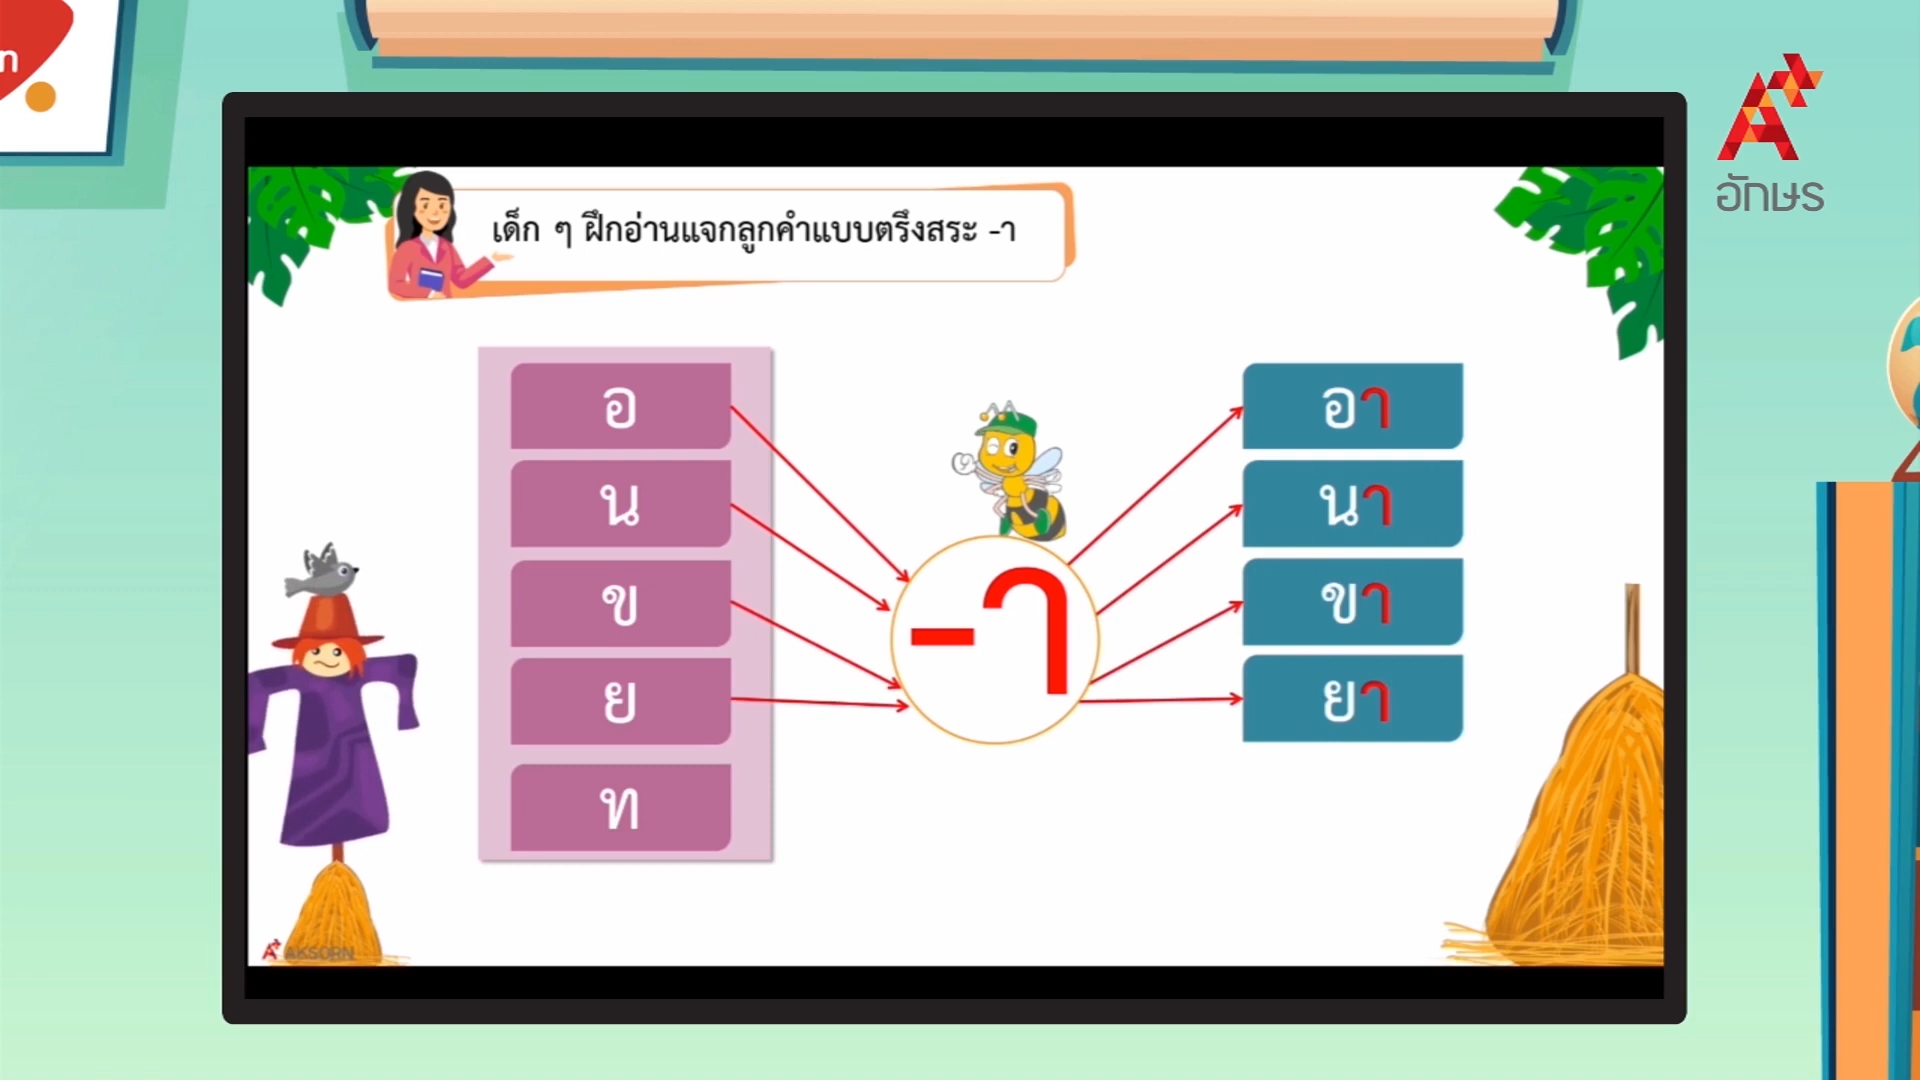 n
อักษร
เด็ก ๆ ฝึกอ่านแจกลูกคำแบบตรึงสระ -า
อ
น
ข
ย
ท
-า
อา
นา
ขา
ยา
AKSORN